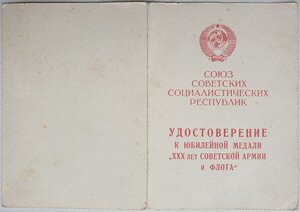 СОЮЗ
СОВЕТСКИХ
СОЦИАЛИСТИЧЕСКИХ
РЕСПУБЛИК
УДОСТОВЕРЕНИЕ
К ЮБИЛЕЙНОЙ МЕДАЛИ
„XXX ЛЕТ СОВЕТСКОЙ АРМИИ
И ФЛОТА“